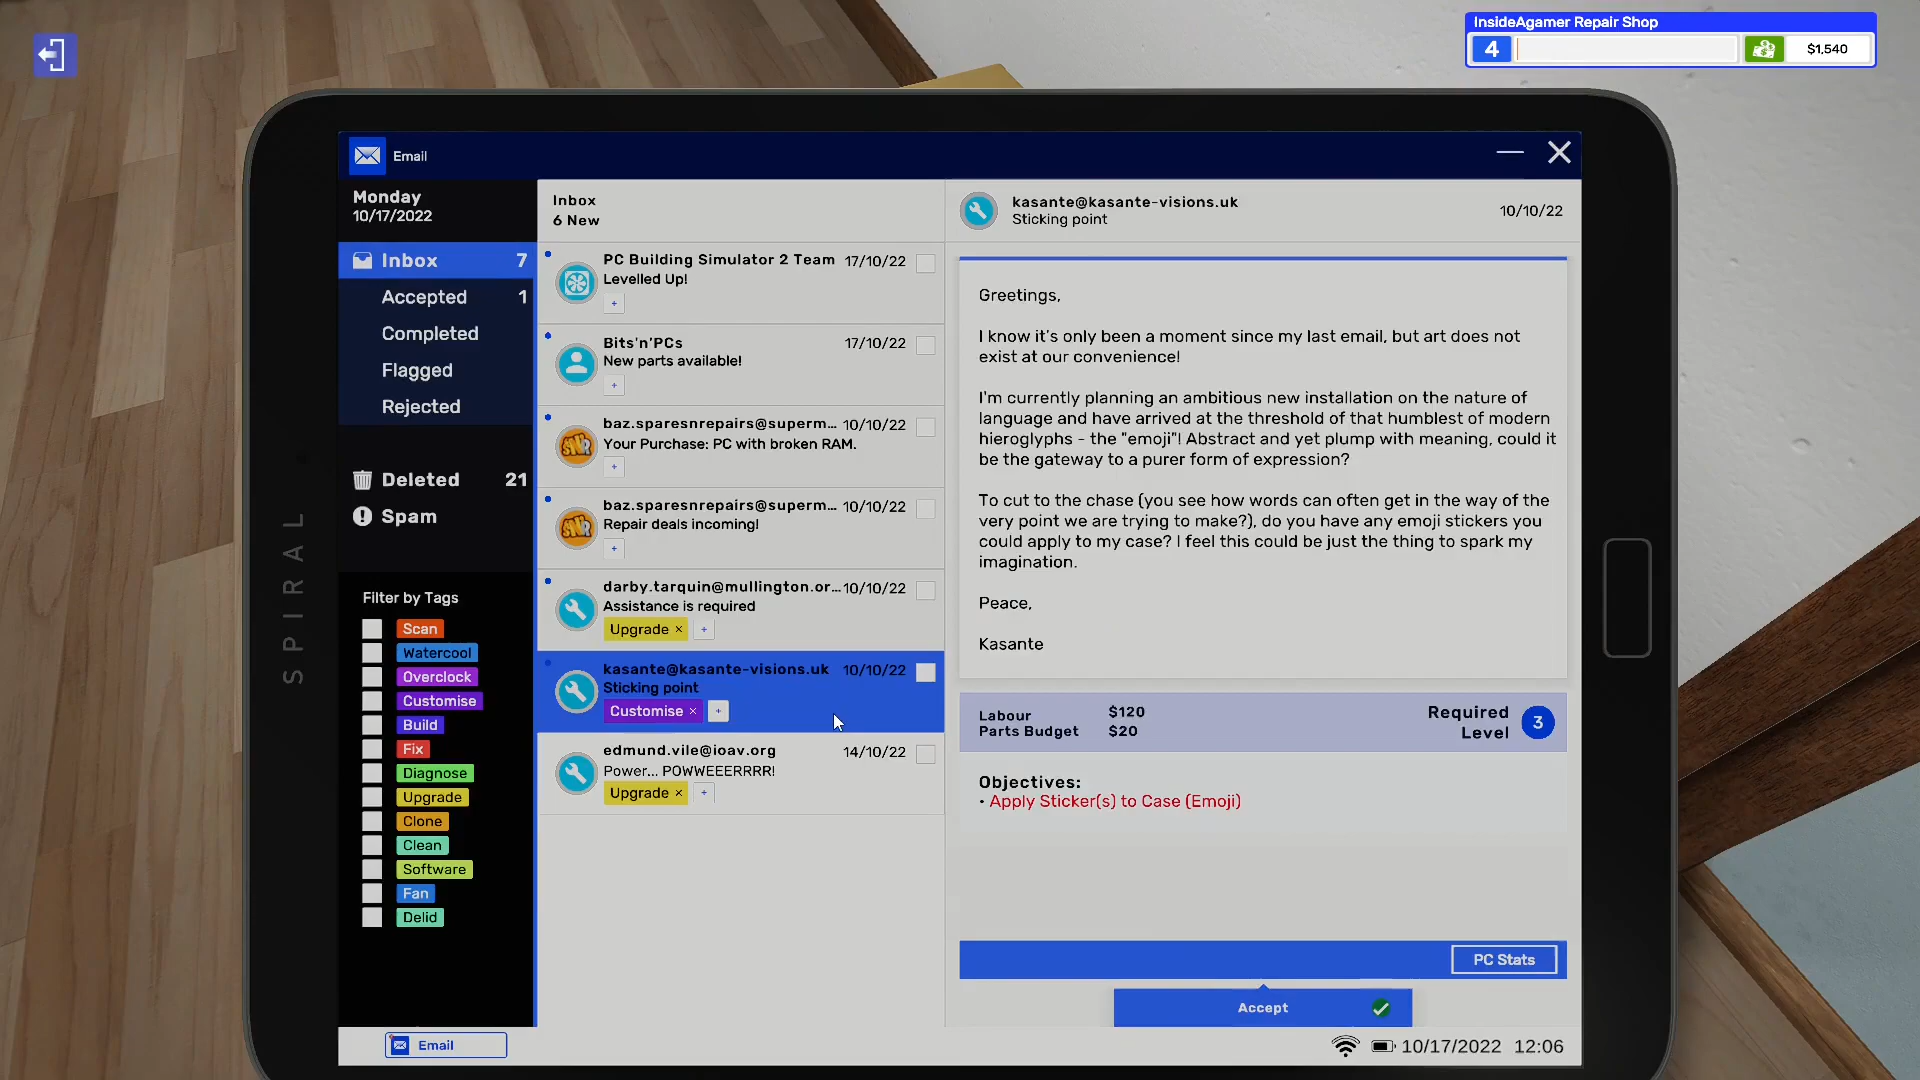 InsideAgamer Repair Shop
4
$1,540
Email
Monday
10/17/2022
Inbox 7
Accepted 1
Completed
Flagged
Rejected
Deleted 21
Spam
Filter by Tags
Scan
Watercool
Overclock
Customise
Build
Fix
Diagnose
Upgrade
Clone
Clean
Software
Fan
Delid
SPIRAL
Inbox
6 New
PC Building Simulator 2 Team 17/10/22
Levelled Up!
+
Bits'n'PCs 17/10/22
New parts available!
+
baz.sparesnrepairs@superm... 10/10/22
Your Purchase: PC with broken RAM.
+
baz.sparesnrepairs@superm... 10/10/22
Repair deals incoming!
+
darby.tarquin@mullington.or... 10/10/22
Assistance is required
Upgrade × +
kasante@kasante-visions.uk 10/10/22
Sticking point
Customise × +
edmund.vile@ioav.org 14/10/22
Power... POWWEEERRRR!
Upgrade × +
kasante@kasante-visions.uk 10/10/22
Sticking point
Greetings,
I know it's only been a moment since my last email, but art does not
exist at our convenience!
I'm currently planning an ambitious new installation on the nature of
language and have arrived at the threshold of that humblest of modern
hieroglyphs - the "emoji"! Abstract and yet plump with meaning, could it
be the gateway to a purer form of expression?
To cut to the chase (you see how words can often get in the way of the
very point we are trying to make?), do you have any emoji stickers you
could apply to my case? I feel this could be just the thing to spark my
imagination.
Peace,
Kasante
Labour $120
Parts Budget $20
Required
Level 3
Objectives:
• Apply Sticker(s) to Case (Emoji)
PC Stats
Accept
Email
10/17/2022 12:06